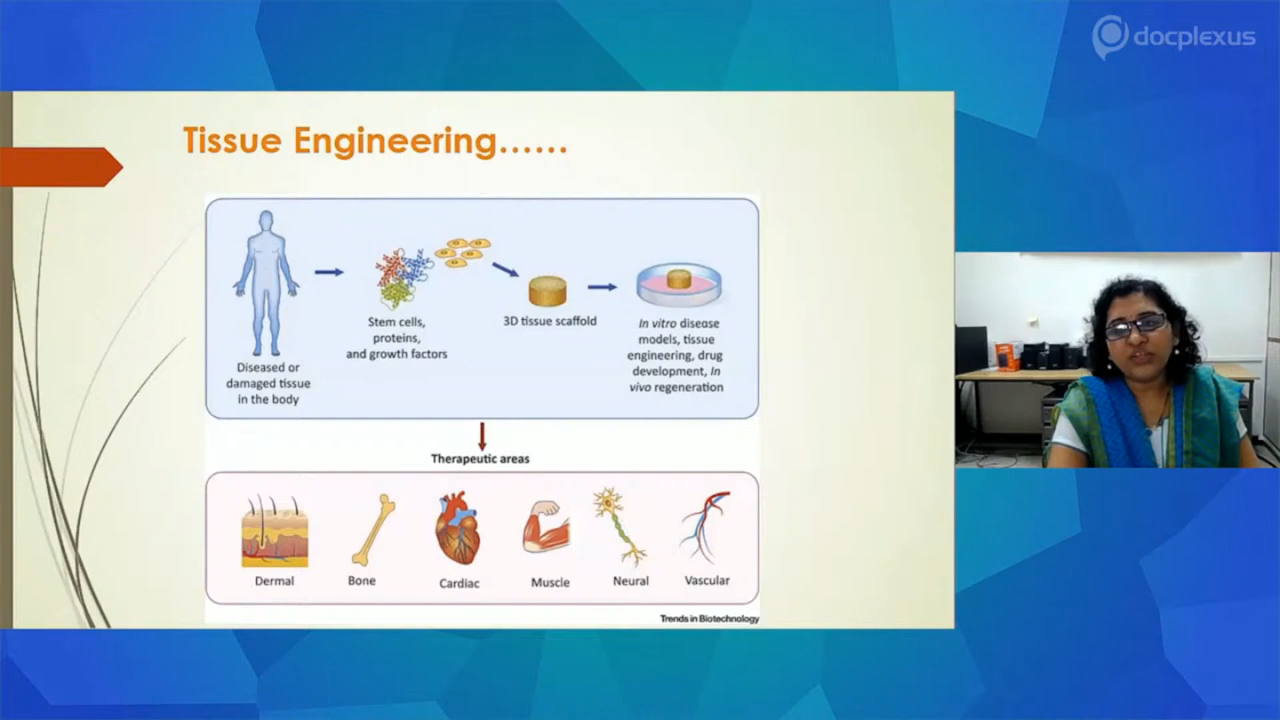 docplexus
Tissue Engineering......
Diseased or
damaged tissue
in the body
Stem cells,
proteins,
and growth factors
3D tissue scaffold
In vitro disease
models, tissue
engineering, drug
development, In
vivo regeneration
Therapeutic areas
Dermal
Bone
Cardiac
Muscle
Neural
Vascular
Trends in Biotechnology